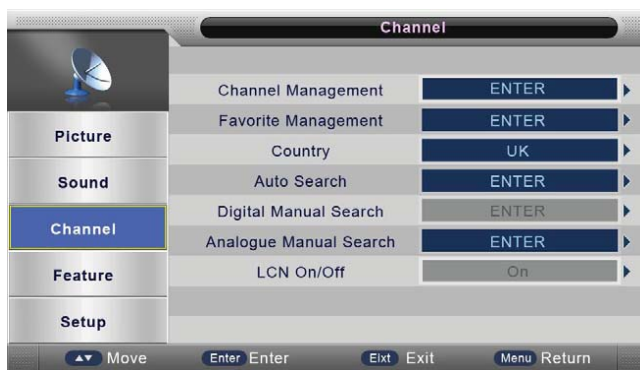 Channel
Channel Management ENTER
Favorite Management ENTER
Picture
Country UK
Sound
Auto Search ENTER
Digital Manual Search ENTER
Channel
Analogue Manual Search ENTER
Feature
LCN On/Off On
Setup
Move Enter Enter Eixt Exit Menu Return